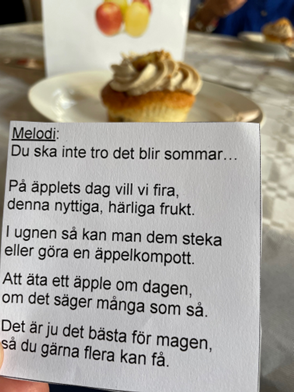 Melodi:
Du ska inte tro det blir sommar...
På äpplets dag vill vi fira,
denna nyttiga, härliga frukt.
I ugnen så kan man dem steka
eller göra en äppelkompott.
Att äta ett äpple om dagen,
om det säger många som så.
Det är ju det bästa för magen,
så du gärna flera kan få.